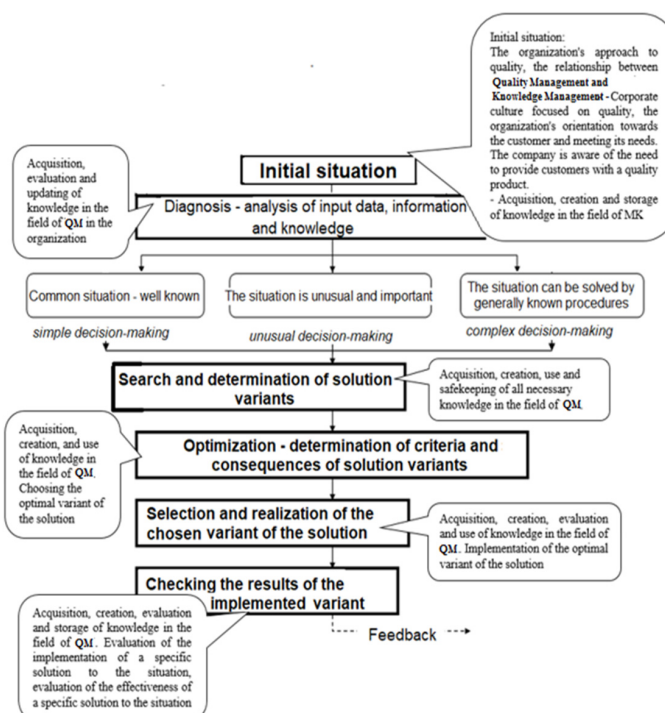 Initial situation:
The organization's approach to
quality, the relationship between
Quality Management and
Knowledge Management - Corporate
culture focused on quality, the
organization's orientation towards
the customer and meeting its needs.
The company is aware of the need
to provide customers with a quality
product.
- Acquisition, creation and storage
of knowledge in the field of MK
Initial situation
Acquisition,
evaluation and
updating of
knowledge in the
field of QM in the
organization
Diagnosis - analysis of input data, information
and knowledge
Common situation - well known
The situation is unusual and important
The situation can be solved by
generally known procedures
simple decision-making
unusual decision-making
complex decision-making
Search and determination of solution
variants
Acquisition, creation, use and
safekeeping of all necessary
knowledge in the field of QM.
Acquisition,
creation, and use
of knowledge in
the field of QM.
Choosing the
optimal variant of
the solution
Optimization - determination of criteria and
consequences of solution variants
Selection and realization of the
chosen variant of the solution
Acquisition, creation, evaluation
and use of knowledge in the field of
QM. Implementation of the optimal
variant of the solution
Checking the results of the
implemented variant
Acquisition, creation, evaluation
and storage of knowledge in the
field of QM. Evaluation of the
implementation of a specific
solution to the situation,
evaluation of the effectiveness of
a specific solution to the situation
Feedback